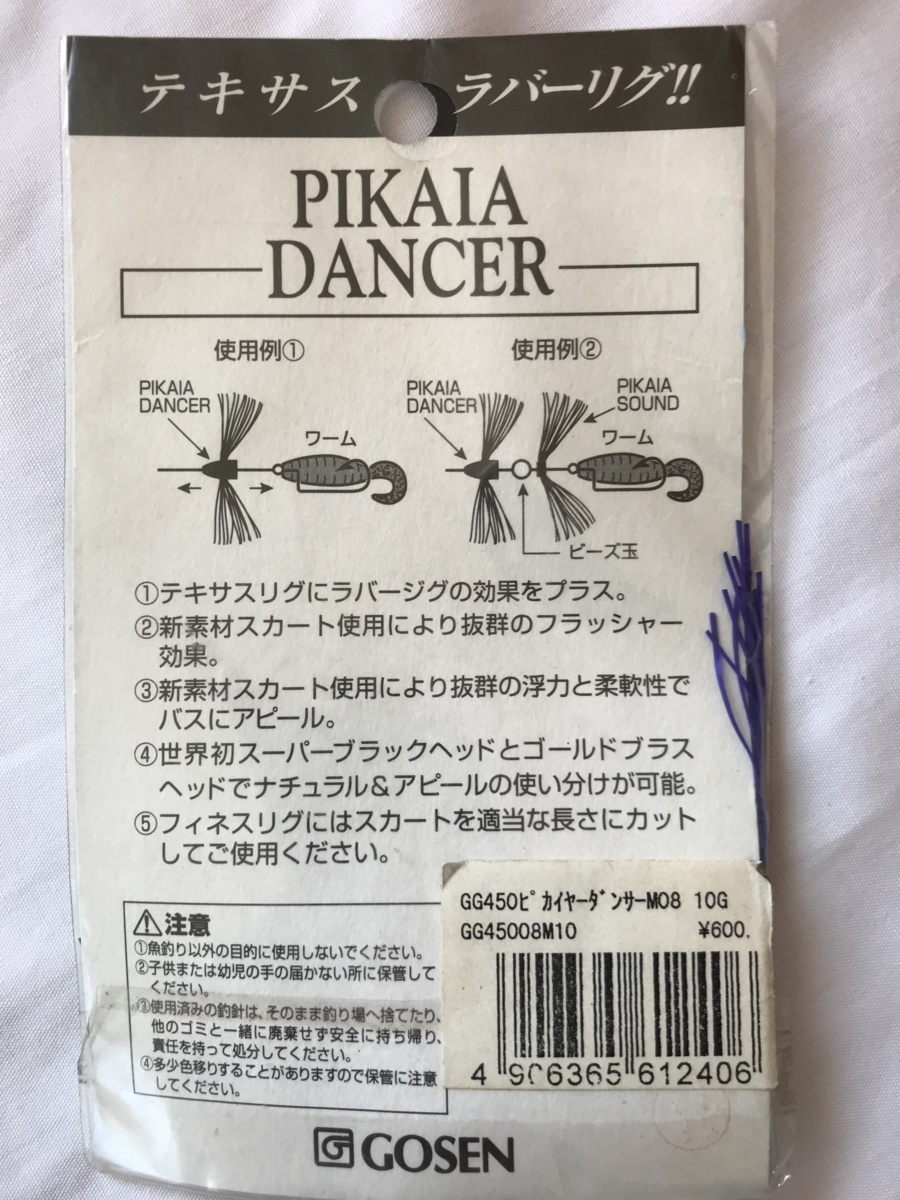 テキサス ラバーリグ!!
PIKAIA
DANCER
使用例① 使用例②
PIKAIA
DANCER
ワーム
PIKAIA
DANCER
PIKAIA
SOUND
ワーム
ビーズ玉
①テキサスリグにラバージグの効果をプラス。
②新素材スカート使用により抜群のフラッシャー
効果。
③新素材スカート使用により抜群の浮力と柔軟性で
バスにアピール。
④世界初スーパーブラックヘッドとゴールドブラス
ヘッドでナチュラル&アピールの使い分けが可能。
⑤フィネスリグにはスカートを適当な長さにカット
してご使用ください。
注意
①魚釣り以外の目的に使用しないでください。
②子供または幼児の手の届かない所に保管して
ください。
③使用済みの釣針は、そのまま釣り場へ捨てたり、
他のゴミと一緒に廃棄せず安全に持ち帰り、
責任を持って処分してください。
④多少色移りすることがありますので保管に注意
してください。
GG450ピカイヤーダンサーM08 10G
GG45008M10 ¥600.
4 906365 612406
GOSEN